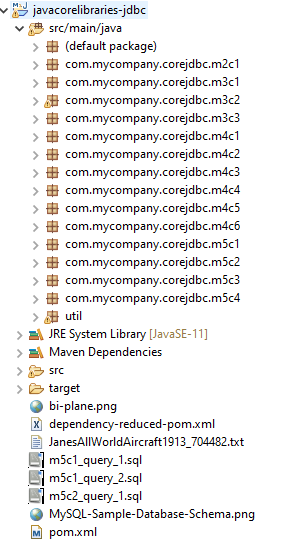 javacorelibraries-jdbc
src/main/java
(default package)
com.mycompany.corejdbc.m2c1
com.mycompany.corejdbc.m3c1
com.mycompany.corejdbc.m3c2
com.mycompany.corejdbc.m3c3
com.mycompany.corejdbc.m4c1
com.mycompany.corejdbc.m4c2
com.mycompany.corejdbc.m4c3
com.mycompany.corejdbc.m4c4
com.mycompany.corejdbc.m4c5
com.mycompany.corejdbc.m4c6
com.mycompany.corejdbc.m5c1
com.mycompany.corejdbc.m5c2
com.mycompany.corejdbc.m5c3
com.mycompany.corejdbc.m5c4
util
JRE System Library [JavaSE-11]
Maven Dependencies
src
target
bi-plane.png
dependency-reduced-pom.xml
JanesAllWorldAircraft1913_704482.txt
m5c1_query_1.sql
m5c1_query_2.sql
m5c2_query_1.sql
MySQL-Sample-Database-Schema.png
pom.xml